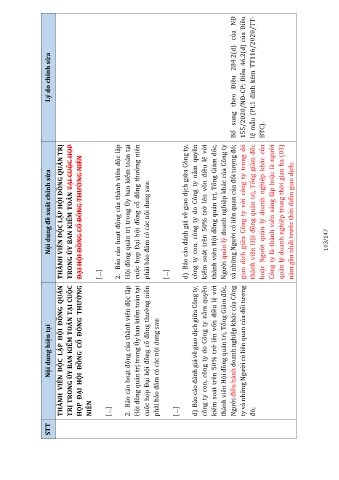 STT
Nội dung hiện tại
Nội dung đề xuất chỉnh sửa
Lý do chỉnh sửa
THÀNH VIÊN ĐỘC LẬP HỘI ĐỒNG QUẢN
TRỊ TRONG ỦY BAN KIỂM TOÁN TẠI CUỘC
HỌP ĐẠI HỘI ĐỒNG CỔ ĐÔNG THƯỜNG
NIÊN
[...]
2. Báo cáo hoạt động của thành viên độc lập
Hội đồng quản trị trong Ủy ban kiểm toán tại
cuộc họp Đại hội đồng cổ đông thường niên
phải bảo đảm có các nội dung sau:
[...]
d) Báo cáo đánh giá về giao dịch giữa Công ty,
công ty con, công ty do Công ty nắm quyền
kiểm soát trên 50% trở lên vốn điều lệ với
thành viên Hội đồng quản trị, Tổng Giám đốc,
Người điều hành doanh nghiệp khác của Công
ty và những Người có liên quan của đối tượng
đó;
THÀNH VIÊN ĐỘC LẬP HỘI ĐỒNG QUẢN TRỊ
TRONG ỦY BAN KIỂM TOÁN TẠI CUỘC HỌP
ĐẠI HỘI ĐỒNG CỔ ĐÔNG THƯỜNG NIÊN
[...]
2. Báo cáo hoạt động của thành viên độc lập
Hội đồng quản trị trong Ủy ban kiểm toán tại
cuộc họp Đại hội đồng cổ đông thường niên
phải bảo đảm có các nội dung sau:
[...]
d) Báo cáo đánh giá về giao dịch giữa Công ty,
công ty con, công ty do Công ty nắm quyền
kiểm soát trên 50% trở lên vốn điều lệ với
thành viên Hội đồng quản trị, Tổng Giám đốc,
Người quản lý doanh nghiệp khác của Công ty
và những Người có liên quan của đối tượng đó;
giao dịch giữa Công ty với công ty trong đó
thành viên Hội đồng quản trị, Tổng giám đốc
hoặc Người quản lý doanh nghiệp khác của
Công ty là thành viên sáng lập hoặc là người
quản lý doanh nghiệp trong thời gian ba (03)
năm gần nhất trước thời điểm giao dịch;
Bổ sung theo Điều 284.2(d) của NĐ
155/2020/NĐ-CP; Điều 46.2(d) của Điều
lệ mẫu (PL1 đính kèm TT116/2020/TT-
BTC).
103/147